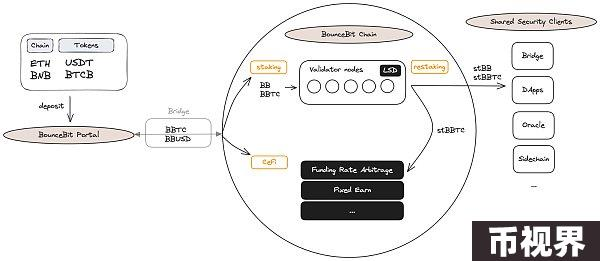 Chain
Tokens
ETH
USDT
BNB
BTCB
deposit
BounceBit Portal
Bridge
BBTC
BBUSD
BounceBit Chain
staking
BB
BBTC
Validator nodes
LSD
restaking
CeFi
stBBTC
Funding Rate Arbitrage
Fixed Earn
...
stBB
stBBTC
Shared Security Clients
Bridge
DApps
Oracle
Sidechain
...
币视界